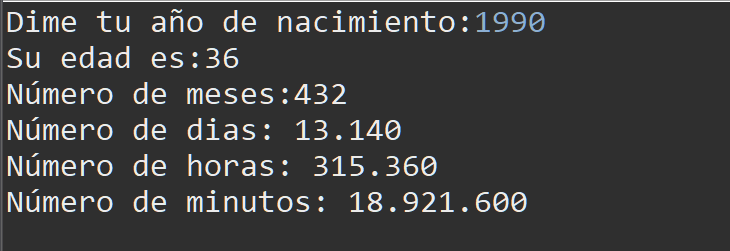 Dime tu año de nacimiento:1990
Su edad es:36
Número de meses:432
Número de dias: 13.140
Número de horas: 315.360
Número de minutos: 18.921.600